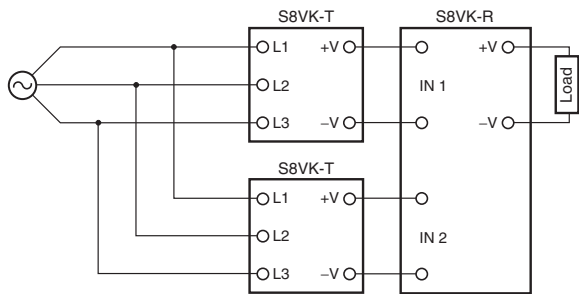 S8VK-T S8VK-R
L1 +V +V
L2 IN 1 Load
L3 −V −V
S8VK-T
L1 +V
L2 IN 2
L3 −V